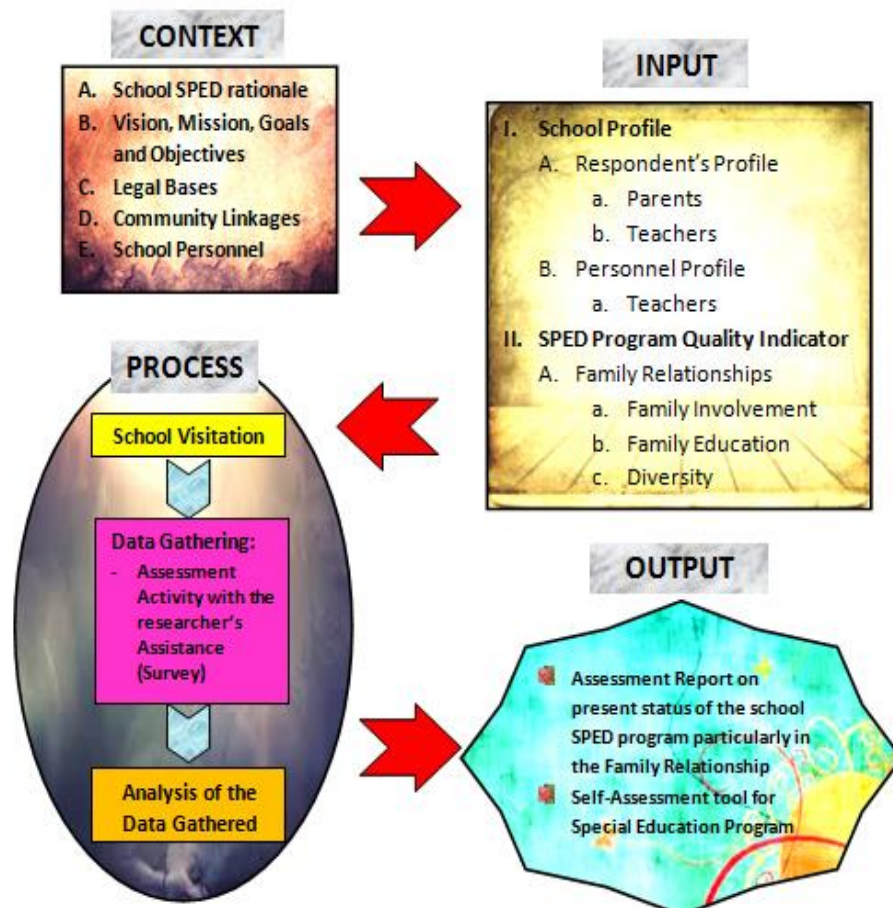 CONTEXT
A. School SPED rationale
B. Vision, Mission, Goals
and Objectives
C. Legal Bases
D. Community Linkages
E. School Personnel
INPUT
I. School Profile
A. Respondent's Profile
a. Parents
b. Teachers
B. Personnel Profile
a. Teachers
II. SPED Program Quality Indicator
A. Family Relationships
a. Family Involvement
b. Family Education
c. Diversity
PROCESS
School Visitation
Data Gathering:
- Assessment
Activity with the
researcher's
Assistance
(Survey)
Analysis of the
Data Gathered
OUTPUT
Assessment Report on
present status of the school
SPED program particularly in
the Family Relationship
Self-Assessment tool for
Special Education Program